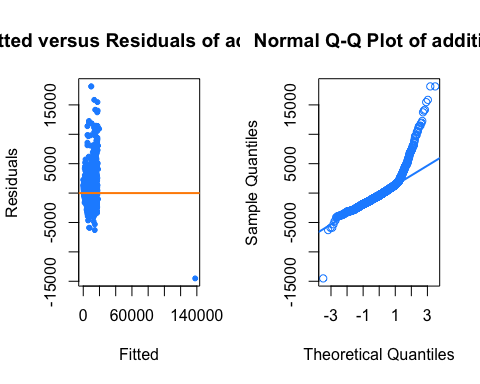 tted versus Residuals of ad
Normal Q-Q Plot of additi
Residuals
-15000 -5000 5000 15000
0 60000 140000
Fitted
Sample Quantiles
-15000 -5000 5000 15000
-3 -1 1 3
Theoretical Quantiles